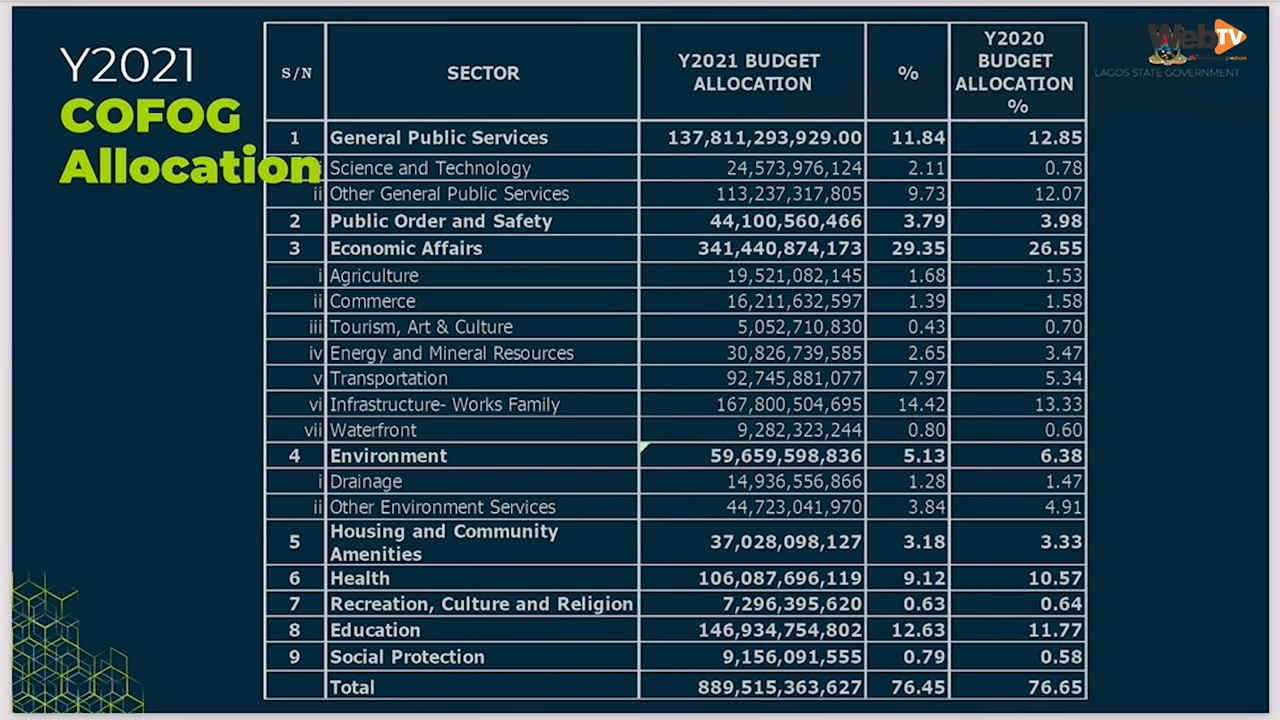 Y2021
COFOG
Allocation
WebTV
LAGOS STATE GOVERNMENT
S/N SECTOR Y2021 BUDGET ALLOCATION % Y2020 BUDGET ALLOCATION %
1 General Public Services 137,811,293,929.00 11.84 12.85
Science and Technology 24,573,976,124 2.11 0.78
ii Other General Public Services 113,237,317,805 9.73 12.07
2 Public Order and Safety 44,100,560,466 3.79 3.98
3 Economic Affairs 341,440,874,173 29.35 26.55
i Agriculture 19,521,082,145 1.68 1.53
ii Commerce 16,211,632,597 1.39 1.58
iii Tourism, Art & Culture 5,052,710,830 0.43 0.70
iv Energy and Mineral Resources 30,826,739,585 2.65 3.47
v Transportation 92,745,881,077 7.97 5.34
vi Infrastructure- Works Family 167,800,504,695 14.42 13.33
vii Waterfront 9,282,323,244 0.80 0.60
4 Environment 59,659,598,836 5.13 6.38
i Drainage 14,936,556,866 1.28 1.47
ii Other Environment Services 44,723,041,970 3.84 4.91
5 Housing and Community Amenities 37,028,098,127 3.18 3.33
6 Health 106,087,696,119 9.12 10.57
7 Recreation, Culture and Religion 7,296,395,620 0.63 0.64
8 Education 146,934,754,802 12.63 11.77
9 Social Protection 9,156,091,555 0.79 0.58
Total 889,515,363,627 76.45 76.65